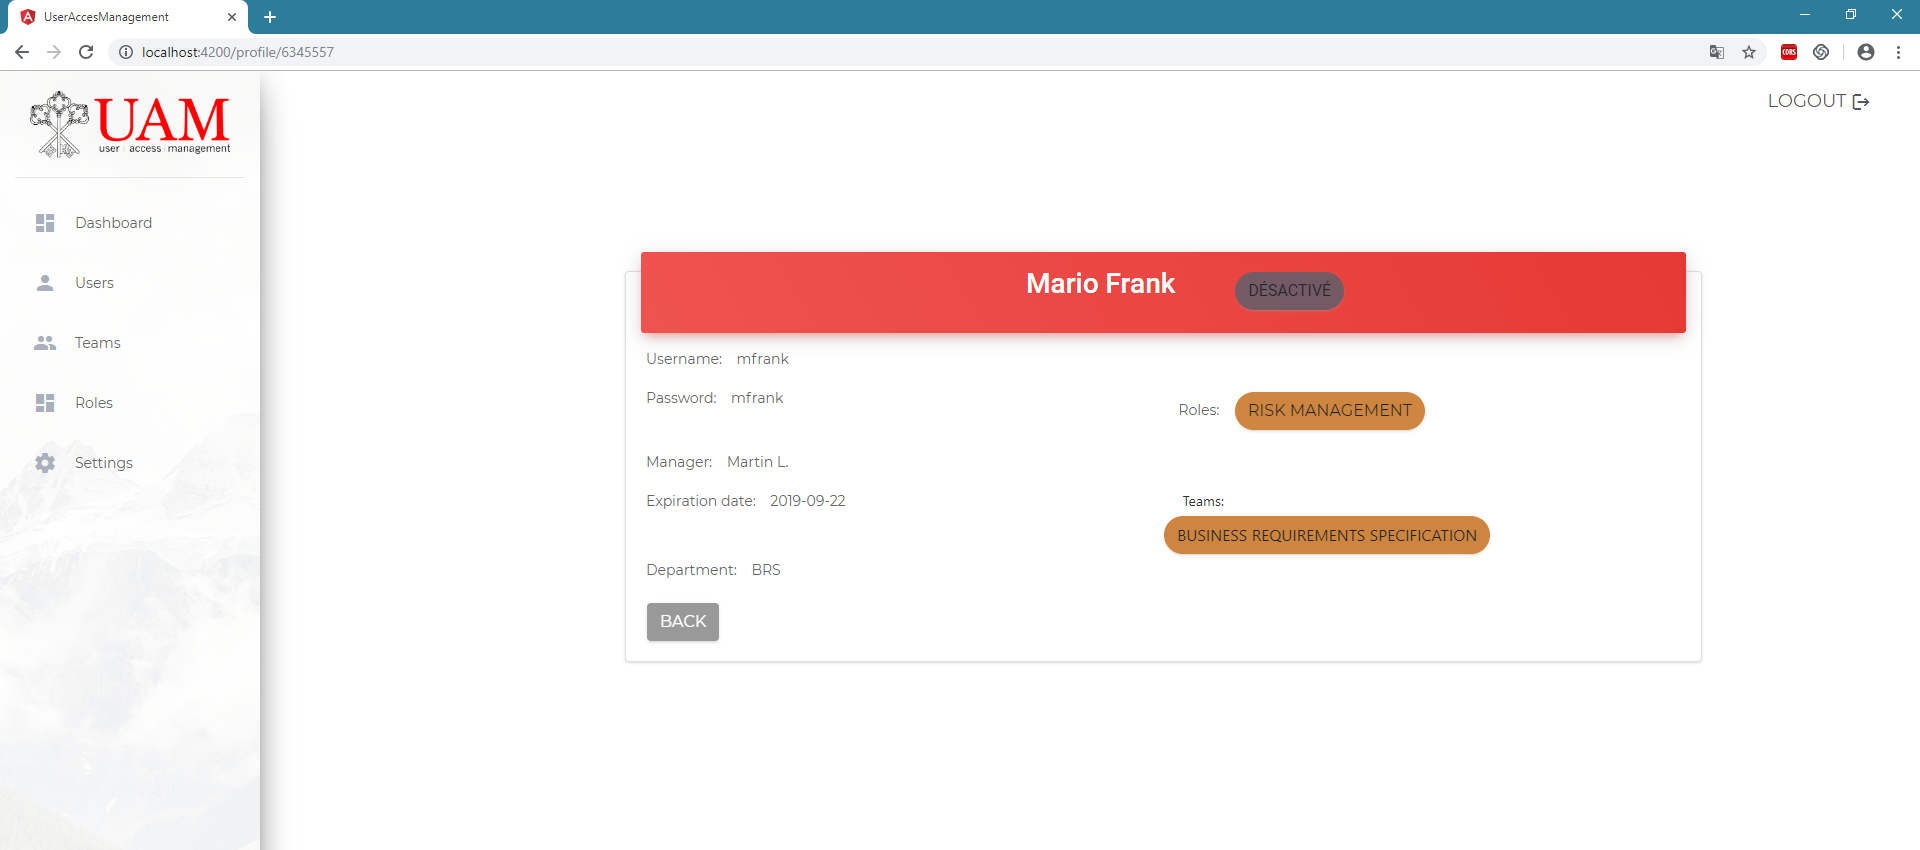 UserAccesManagement
localhost:4200/profile/6345557
CORS
UAM
user access management
LOGOUT
Dashboard
Users
Teams
Roles
Settings
Mario Frank
DÉSACTIVÉ
Username: mfrank
Password: mfrank
Roles: RISK MANAGEMENT
Manager: Martin L.
Expiration date: 2019-09-22
Teams:
BUSINESS REQUIREMENTS SPECIFICATION
Department: BRS
BACK